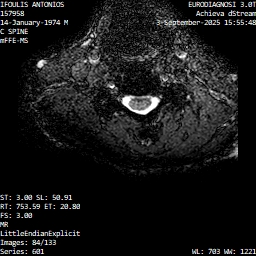 IFOULIS ANTONIOS
157958
14-January-1974 M
C SPINE
mFFE-MS
EURODIAGNOSI 3.0T
Achieva dStream
3-September-2025 15:55:48
ST: 3.00 SL: 50.91
RT: 753.59 ET: 20.80
FS: 3.00
MR
LittleEndianExplicit
Images: 84/133
Series: 601
WL: 703 WW: 1221